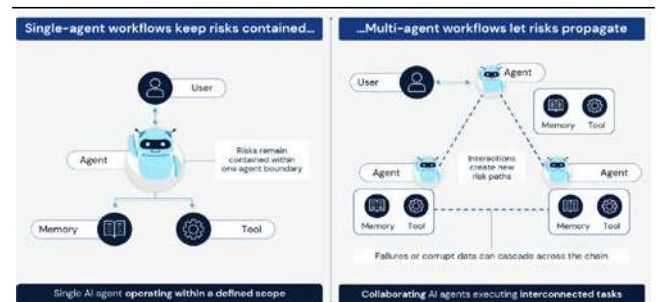 Single-agent workflows keep risks contained...
User
Agent
Risks remain
contained within
one agent boundary
Memory
Tool
Single AI agent operating within a defined scope
...Multi-agent workflows let risks propagate
User
Agent
Memory
Tool
Agent
Interactions
create new
risk paths
Agent
Memory
Tool
Memory
Tool
Failures or corrupt data can cascade across the chain
Collaborating AI agents executing interconnected tasks